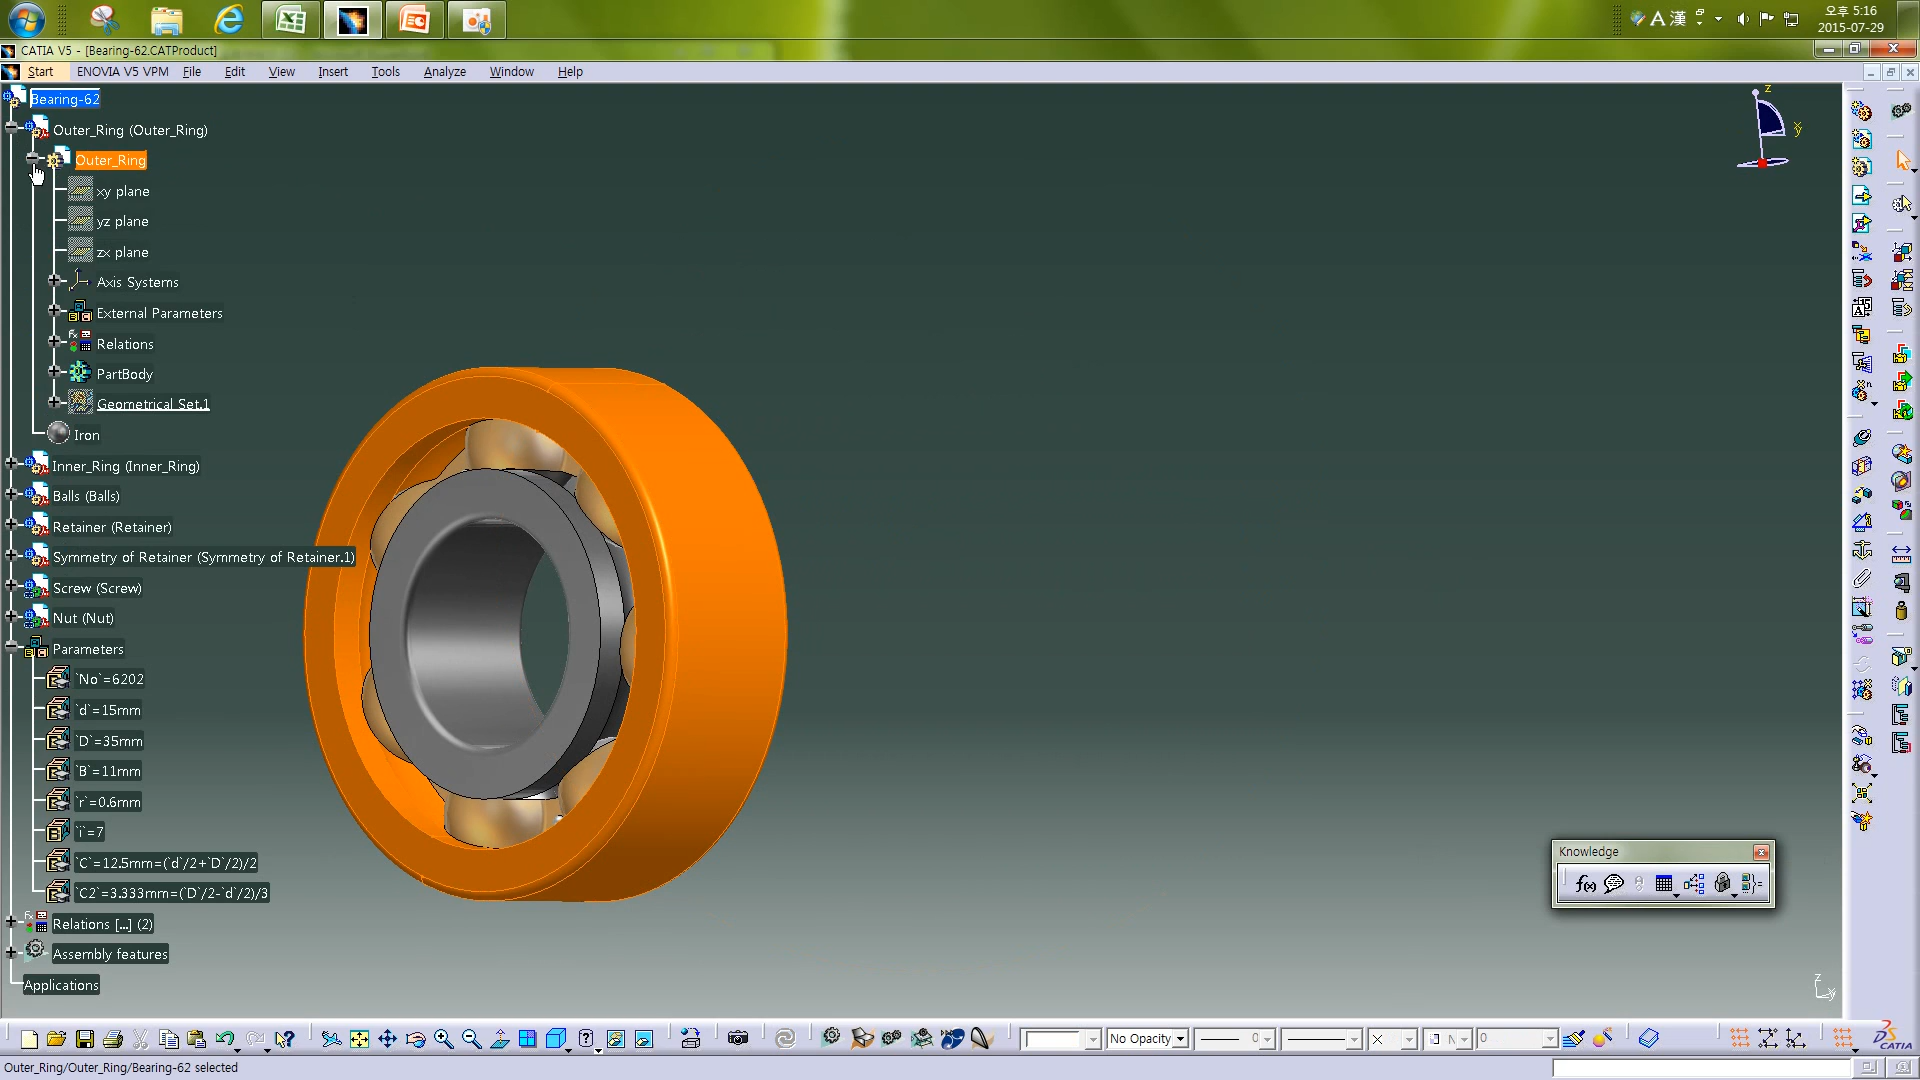 A 漢
오후 5:16
2015-07-29
CATIA V5 - [Bearing-62.CATProduct]
Start ENOVIA V5 VPM File Edit View Insert Tools Analyze Window Help
Bearing-62
Outer_Ring (Outer_Ring)
Outer_Ring
xy plane
yz plane
zx plane
Axis Systems
External Parameters
Relations
PartBody
Geometrical Set.1
Iron
Inner_Ring (Inner_Ring)
Balls (Balls)
Retainer (Retainer)
Symmetry of Retainer (Symmetry of Retainer.1)
Screw (Screw)
Nut (Nut)
Parameters
`No`=6202
`d`=15mm
`D`=35mm
`B`=11mm
`r`=0.6mm
`i`=7
`C`=12.5mm=(`d`/2+`D`/2)/2
`C2`=3.333mm=(`D`/2-`d`/2)/3
Relations [...] (2)
Assembly features
Applications
z
y
Knowledge
f(x)
z
y
No Opacity
0
N
0
CATIA
Outer_Ring/Outer_Ring/Bearing-62 selected